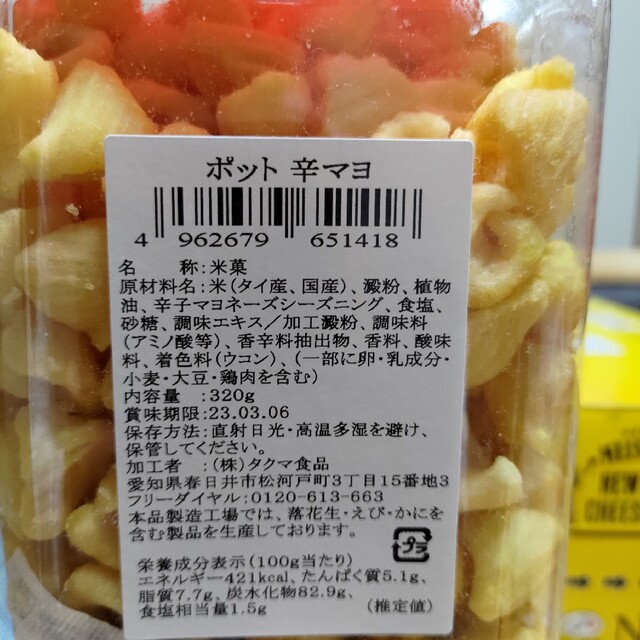 ポット 辛マヨ
4 962679 651418
名　　称:米菓
原材料名:米(タイ産、国産)、澱粉、植物
油、辛子マヨネーズシーズニング、食塩、
砂糖、調味エキス/加工澱粉、調味料
(アミノ酸等)、香辛料抽出物、香料、酸味
料、着色料(ウコン)、(一部に卵・乳成分・
小麦・大豆・鶏肉を含む)
内容量　:320g
賞味期限:23.03.06
保存方法:直射日光・高温多湿を避け、
保管してください。
加工者　:(株)タクマ食品
愛知県春日井市松河戸町3丁目15番地3
フリーダイヤル:0120-613-663
本品製造工場では、落花生・えび・かにを
含む製品を生産しております。
プラ
栄養成分表示(100g当たり)
エネルギー421kcal、たんぱく質5.1g、
脂質7.7g、炭水化物82.9g、
食塩相当量1.5g　　(推定値)
NEW
CHEES
味